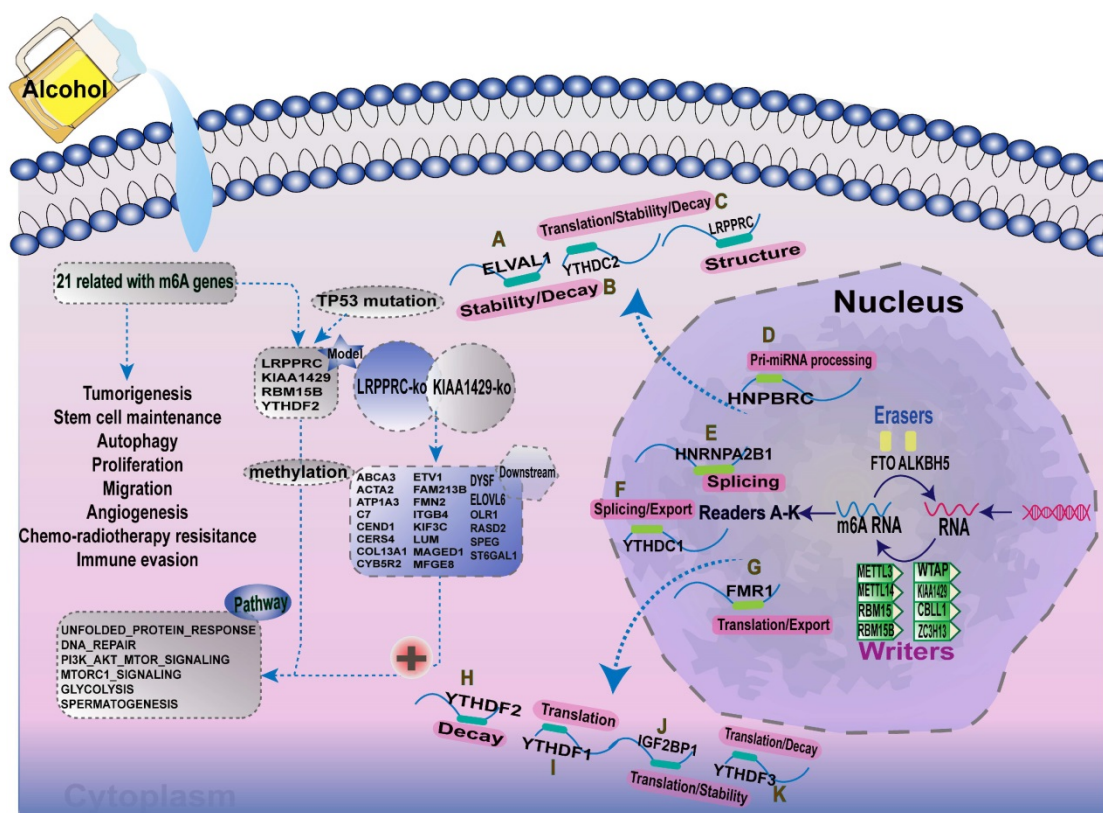 Alcohol
A
ELVAL1
Stability/Decay
Translation/Stability/Decay
YTHDC2
B
C
LRPPRC
Structure
21 related with m6A genes
TP53 mutation
LRPPRC
KIAA1429
RBM15B
YTHDF2
Model
LRPPRC-ko
KIAA1429-ko
Tumorigenesis
Stem cell maintenance
Autophagy
Proliferation
Migration
Angiogenesis
Chemo-radiotherapy resisitance
Immune evasion
methylation
Downstream
ABCA3
ACTA2
ATP1A3
C7
CEND1
CERS4
COL13A1
CYB5R2
ETV1
FAM213B
FMN2
ITGB4
KIF3C
LUM
MAGED1
MFGE8
DYSF
ELOVL6
OLR1
RASD2
SPEG
ST6GAL1
Pathway
UNFOLDED_PROTEIN_RESPONSE
DNA_REPAIR
PI3K_AKT_MTOR_SIGNALING
MTORC1_SIGNALING
GLYCOLYSIS
SPERMATOGENESIS
Nucleus
D
Pri-miRNA processing
HNPBRC
E
HNRNPA2B1
Splicing
F
Splicing/Export
YTHDC1
Readers A-K
G
FMR1
Translation/Export
Erasers
FTO ALKBH5
m6A RNA
RNA
METTL3
METTL14
RBM15
RBM15B
WTAP
KIAA1429
CBLL1
ZC3H13
Writers
H
YTHDF2
Decay
Translation
YTHDF1
I
J
IGF2BP1
Translation/Stability
Translation/Decay
YTHDF3
K
Cytoplasm